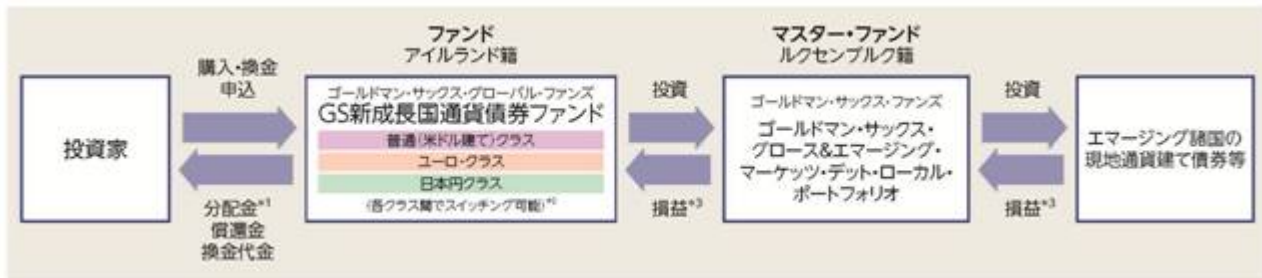 ファンド
アイルランド籍
マスター・ファンド
ルクセンブルク籍
投資家
購入・換金
申込
分配金*1
償還金
換金代金
ゴールドマン・サックス・グローバル・ファンズ
GS新成長国通貨債券ファンド
普通(米ドル建て)クラス
ユーロ・クラス
日本円クラス
(各クラス間でスイッチング可能)*2
投資
損益*3
ゴールドマン・サックス・ファンズ
ゴールドマン・サックス・
グロース&エマージング・
マーケッツ・デット・ローカル・
ポートフォリオ
投資
損益*3
エマージング諸国の
現地通貨建て債券等